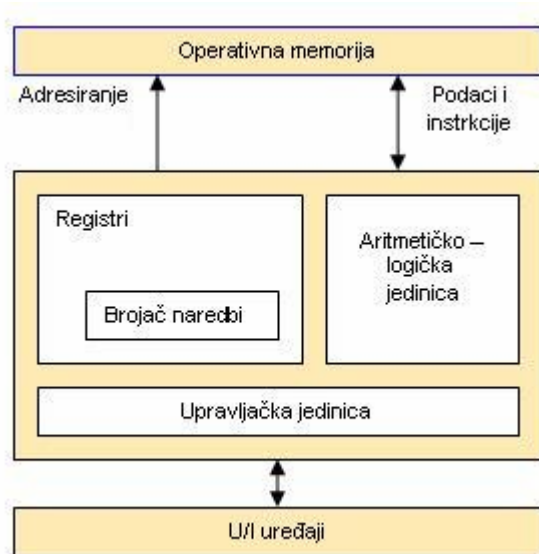 Operativna memorija
Adresiranje
Podaci i
instrkcije
Registri
Brojač naredbi
Aritmetičko –
logička
jedinica
Upravljačka jedinica
U/I uređaji